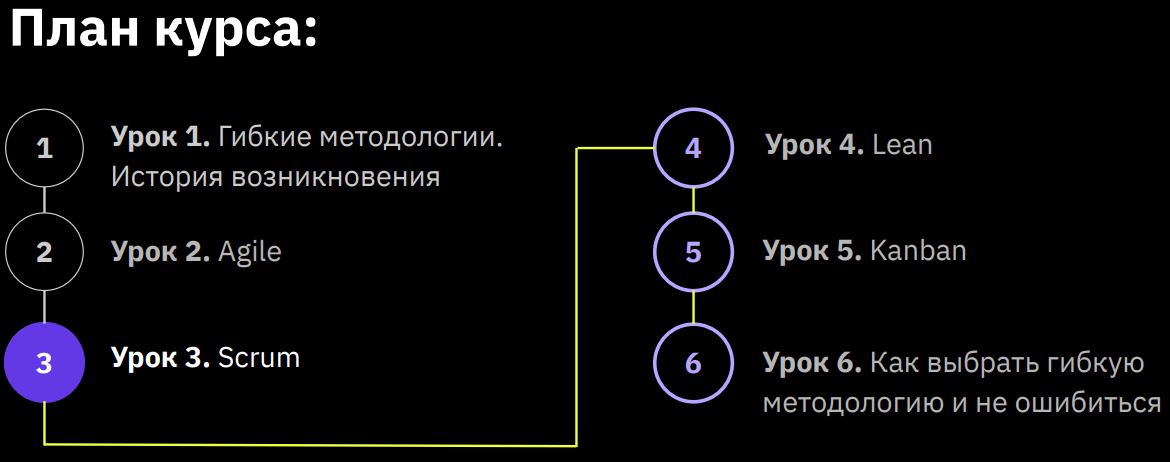 План курса:
1
Урок 1. Гибкие методологии.
История возникновения
2
Урок 2. Agile
3
Урок 3. Scrum
4
Урок 4. Lean
5
Урок 5. Kanban
6
Урок 6. Как выбрать гибкую
методологию и не ошибиться